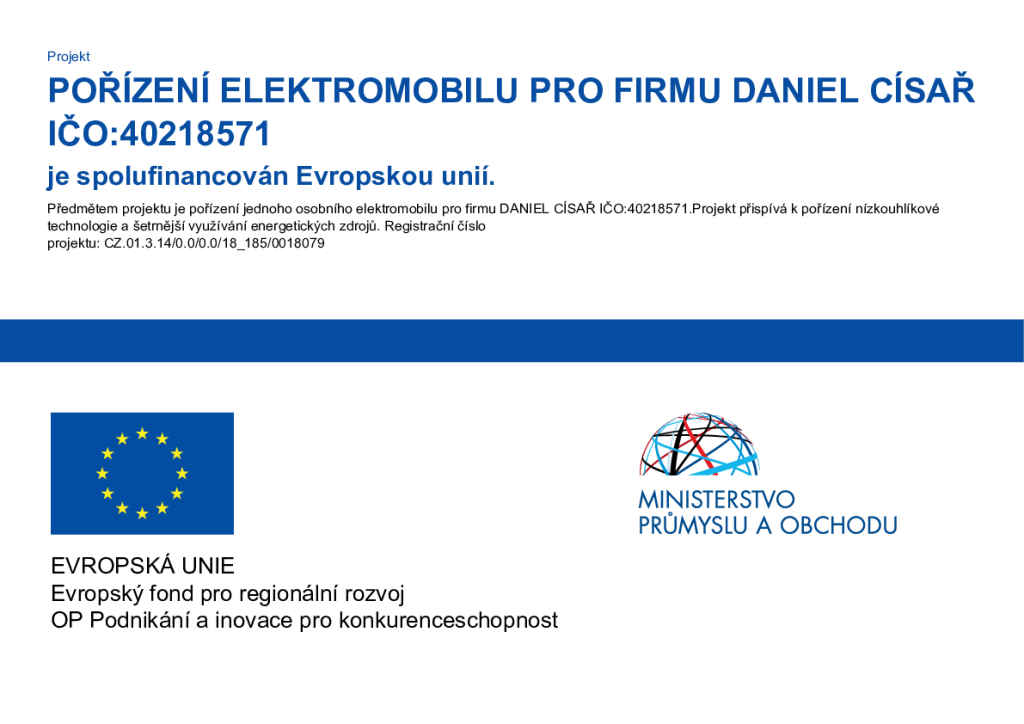 Projekt
POŘÍZENÍ ELEKTROMOBILU PRO FIRMU DANIEL CÍSAŘ
IČO:40218571
je spolufinancován Evropskou unií.
Předmětem projektu je pořízení jednoho osobního elektromobilu pro firmu DANIEL CÍSAŘ IČO:40218571.Projekt přispívá k pořízení nízkouhlíkové
technologie a šetrnější využívání energetických zdrojů. Registrační číslo
projektu: CZ.01.3.14/0.0/0.0/18_185/0018079
MINISTERSTVO
PRŮMYSLU A OBCHODU
EVROPSKÁ UNIE
Evropský fond pro regionální rozvoj
OP Podnikání a inovace pro konkurenceschopnost